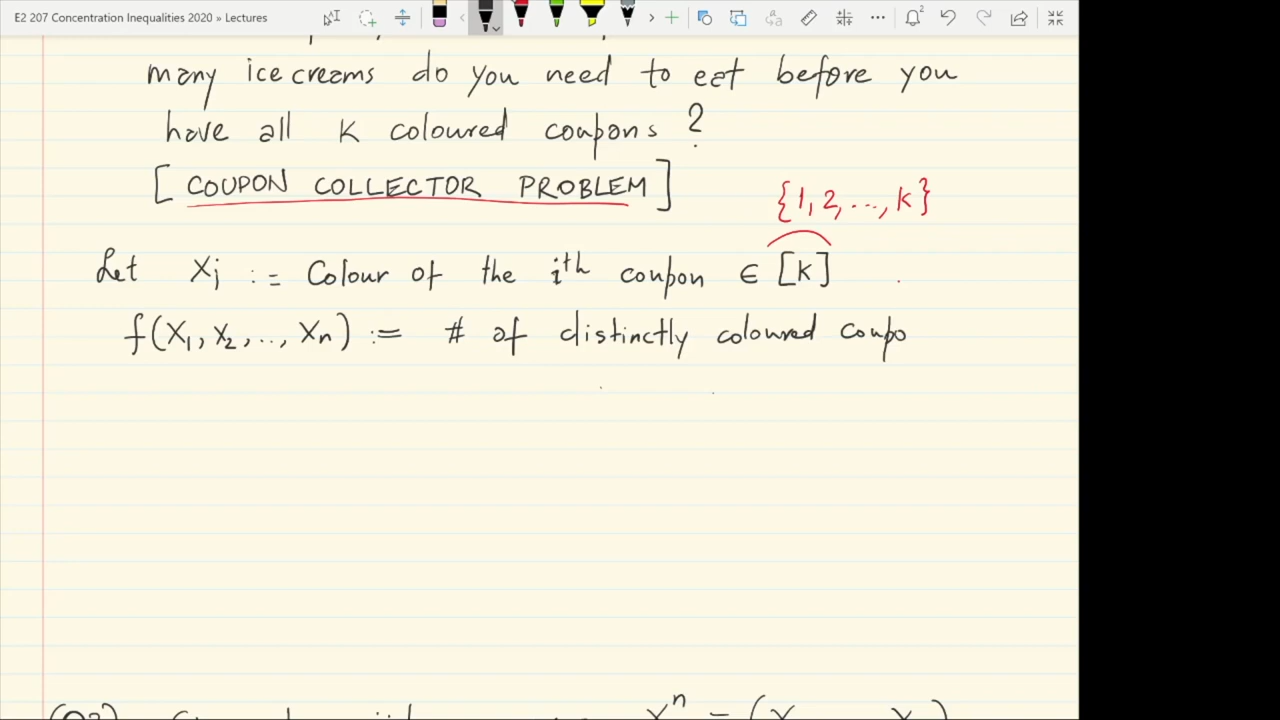 E2 207 Concentration Inequalities 2020 » Lectures
many ice creams do you need to eat before you
have all K coloured coupons ?
[ COUPON COLLECTOR PROBLEM ]
{1, 2, ..., k}
Let Xj := Colour of the ith coupon ∈ [K]
f(X1, X2, .., Xn) := # of distinctly coloured coupo
X^n = (X